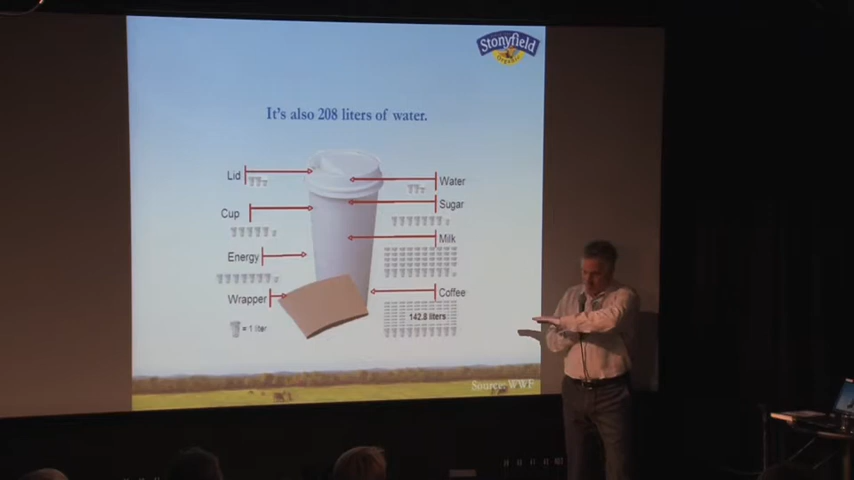 Stonyfield
Organic
It's also 208 liters of water.
Lid
Water
Sugar
Cup
Milk
Energy
Coffee
Wrapper
142.8 liters
= 1 liter
Source: WWF